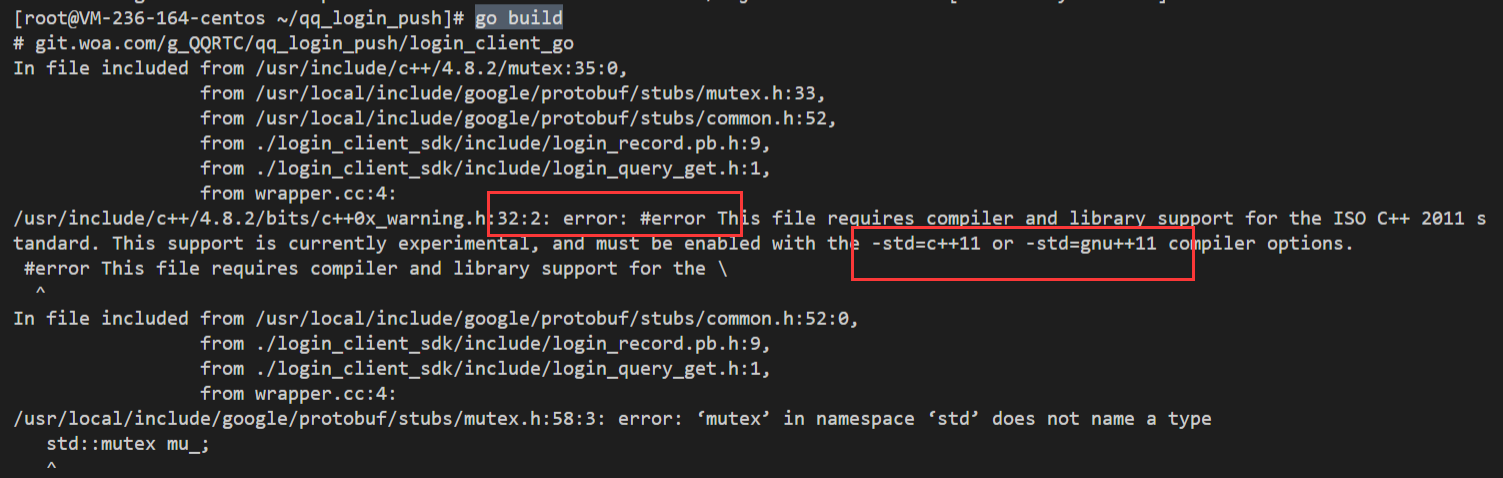 [root@VM-236-164-centos ~/qq_login_push]# go build
# git.woa.com/g_QQRTC/qq_login_push/login_client_go
In file included from /usr/include/c++/4.8.2/mutex:35:0,
from /usr/local/include/google/protobuf/stubs/mutex.h:33,
from /usr/local/include/google/protobuf/stubs/common.h:52,
from ./login_client_sdk/include/login_record.pb.h:9,
from ./login_client_sdk/include/login_query_get.h:1,
from wrapper.cc:4:
/usr/include/c++/4.8.2/bits/c++0x_warning.h:32:2: error: #error This file requires compiler and library support for the ISO C++ 2011 s
tandard. This support is currently experimental, and must be enabled with the -std=c++11 or -std=gnu++11 compiler options.
#error This file requires compiler and library support for the \
^
In file included from /usr/local/include/google/protobuf/stubs/common.h:52:0,
from ./login_client_sdk/include/login_record.pb.h:9,
from ./login_client_sdk/include/login_query_get.h:1,
from wrapper.cc:4:
/usr/local/include/google/protobuf/stubs/mutex.h:58:3: error: ‘mutex’ in namespace ‘std’ does not name a type
std::mutex mu_;
^